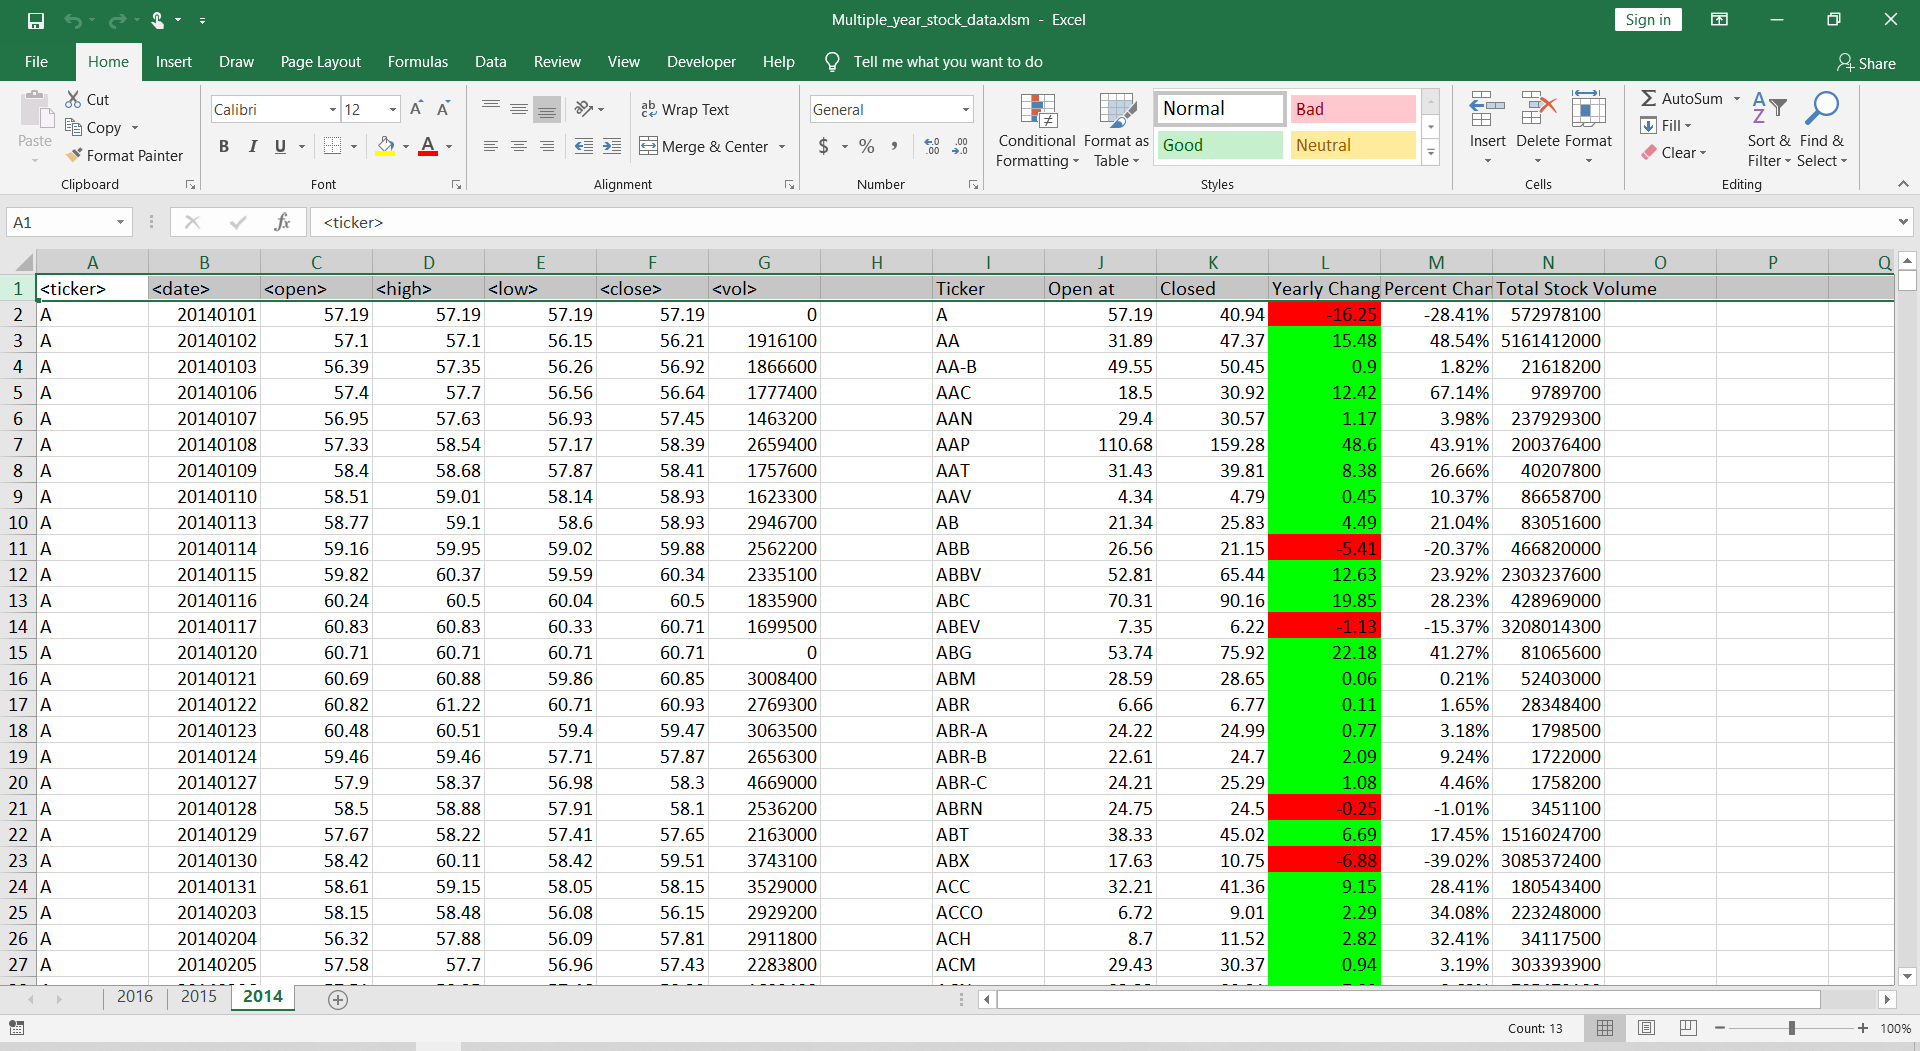 Multiple_year_stock_data.xlsm - Excel
Sign in
File Home Insert Draw Page Layout Formulas Data Review View Developer Help Tell me what you want to do Share
Paste Cut
Copy
Format Painter
Clipboard
Calibri 12
B I U
Font
Wrap Text
Merge & Center
Alignment
General
$ % ,
Number
Conditional Formatting
Format as Table
Normal Bad
Good Neutral
Styles
Insert Delete Format
Cells
AutoSum
Fill
Clear
Sort & Filter
Find & Select
Editing
A1 fx <ticker>
A B C D E F G H I J K L M N O P Q
1 <ticker> <date> <open> <high> <low> <close> <vol> Ticker Open at Closed Yearly Chang Percent Chan Total Stock Volume
2 A 20140101 57.19 57.19 57.19 57.19 0 A 57.19 40.94 -16.25 -28.41% 572978100
3 A 20140102 57.1 57.1 56.15 56.21 1916100 AA 31.89 47.37 15.48 48.54% 5161412000
4 A 20140103 56.39 57.35 56.26 56.92 1866600 AA-B 49.55 50.45 0.9 1.82% 21618200
5 A 20140106 57.4 57.7 56.56 56.64 1777400 AAC 18.5 30.92 12.42 67.14% 9789700
6 A 20140107 56.95 57.63 56.93 57.45 1463200 AAN 29.4 30.57 1.17 3.98% 237929300
7 A 20140108 57.33 58.54 57.17 58.39 2659400 AAP 110.68 159.28 48.6 43.91% 200376400
8 A 20140109 58.4 58.68 57.87 58.41 1757600 AAT 31.43 39.81 8.38 26.66% 40207800
9 A 20140110 58.51 59.01 58.14 58.93 1623300 AAV 4.34 4.79 0.45 10.37% 86658700
10 A 20140113 58.77 59.1 58.6 58.93 2946700 AB 21.34 25.83 4.49 21.04% 83051600
11 A 20140114 59.16 59.95 59.02 59.88 2562200 ABB 26.56 21.15 -5.41 -20.37% 466820000
12 A 20140115 59.82 60.37 59.59 60.34 2335100 ABBV 52.81 65.44 12.63 23.92% 2303237600
13 A 20140116 60.24 60.5 60.04 60.5 1835900 ABC 70.31 90.16 19.85 28.23% 428969000
14 A 20140117 60.83 60.83 60.33 60.71 1699500 ABEV 7.35 6.22 -1.13 -15.37% 3208014300
15 A 20140120 60.71 60.71 60.71 60.71 0 ABG 53.74 75.92 22.18 41.27% 81065600
16 A 20140121 60.69 60.88 59.86 60.85 3008400 ABM 28.59 28.65 0.06 0.21% 52403000
17 A 20140122 60.82 61.22 60.71 60.93 2769300 ABR 6.66 6.77 0.11 1.65% 28348400
18 A 20140123 60.48 60.51 59.4 59.47 3063500 ABR-A 24.22 24.99 0.77 3.18% 1798500
19 A 20140124 59.46 59.46 57.71 57.87 2656300 ABR-B 22.61 24.7 2.09 9.24% 1722000
20 A 20140127 57.9 58.37 56.98 58.3 4669000 ABR-C 24.21 25.29 1.08 4.46% 1758200
21 A 20140128 58.5 58.88 57.91 58.1 2536200 ABRN 24.75 24.5 -0.25 -1.01% 3451100
22 A 20140129 57.67 58.22 57.41 57.65 2163000 ABT 38.33 45.02 6.69 17.45% 1516024700
23 A 20140130 58.42 60.11 58.42 59.51 3743100 ABX 17.63 10.75 -6.88 -39.02% 3085372400
24 A 20140131 58.61 59.15 58.05 58.15 3529000 ACC 32.21 41.36 9.15 28.41% 180543400
25 A 20140203 58.15 58.48 56.08 56.15 2929200 ACCO 6.72 9.01 2.29 34.08% 223248000
26 A 20140204 56.32 57.88 56.09 57.81 2911800 ACH 8.7 11.52 2.82 32.41% 34117500
27 A 20140205 57.58 57.7 56.96 57.43 2283800 ACM 29.43 30.37 0.94 3.19% 303393900
2016 2015 2014
Count: 13 100%